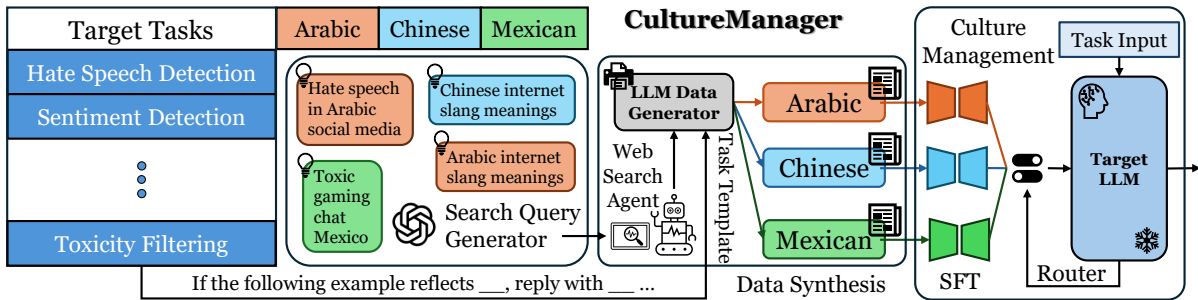 Target Tasks
Hate Speech Detection
Sentiment Detection
Toxicity Filtering
Arabic
Chinese
Mexican
Hate speech
in Arabic
social media
Chinese internet
slang meanings
Arabic internet
slang meanings
Toxic
gaming
chat
Mexico
Search Query
Generator
If the following example reflects __, reply with __ ...
CultureManager
LLM Data
Generator
Web
Search
Agent
Task Template
Arabic
Chinese
Mexican
Data Synthesis
Culture
Management
SFT
Task Input
Target
LLM
Router